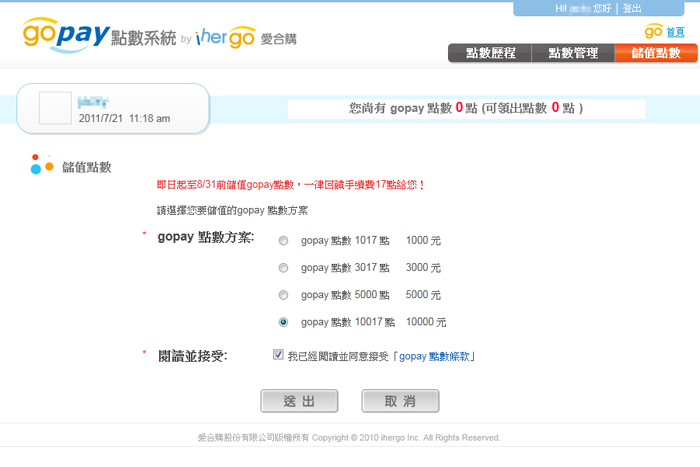 Hi! 您好 | 登出
gopay 點數系統 by ihergo 愛合購
go 首頁
點數歷程 點數管理 儲值點數
2011/7/21 11:18 am
您尚有 gopay 點數 0 點 (可領出點數 0 點 )
儲值點數
即日起至8/31前儲值gopay點數，一律回饋手續費17點給您！
請選擇您要儲值的gopay 點數方案
* gopay 點數方案:
gopay 點數 1017 點 1000 元
gopay 點數 3017 點 3000 元
gopay 點數 5000 點 5000 元
gopay 點數 10017 點 10000 元
* 閱讀並接受:
我已經閱讀並同意接受「gopay 點數條款」
送 出 取 消
愛合購股份有限公司版權所有 Copyright © 2010 ihergo Inc. All Rights Reserved.